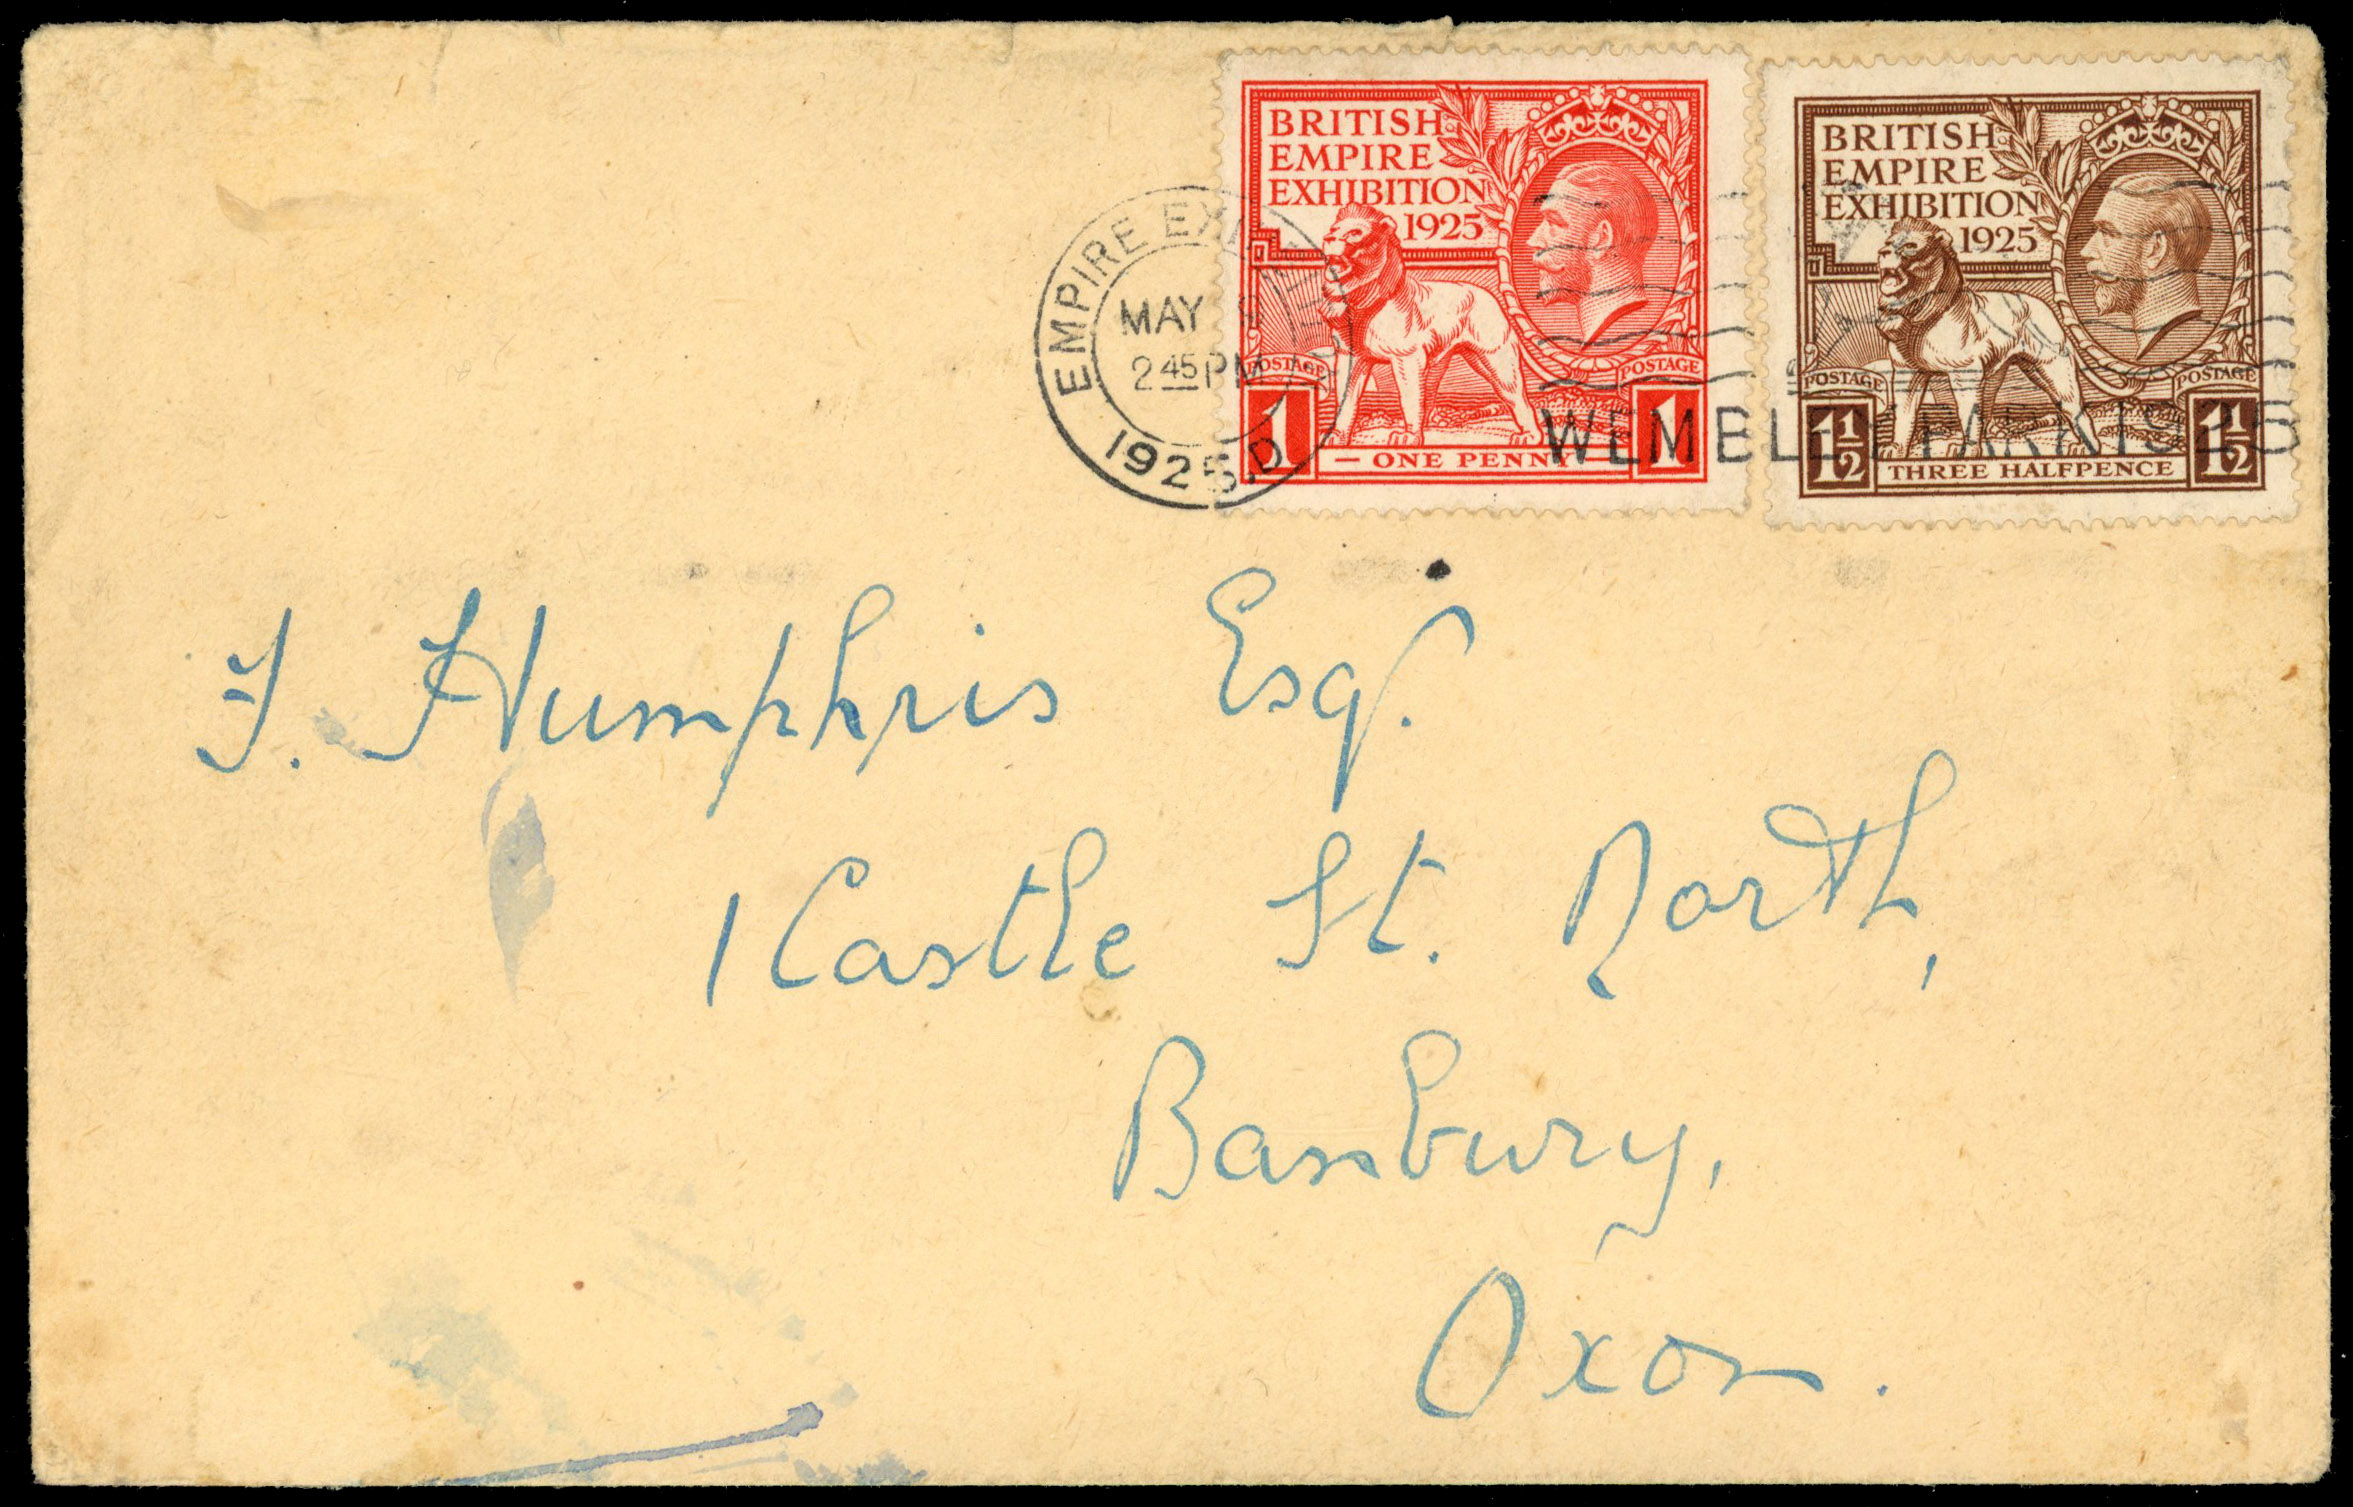 BRITISH
EMPIRE
EXHIBITION
1925
POSTAGE POSTAGE
1 1
— ONE PENNY —
BRITISH
EMPIRE
EXHIBITION
1925
POSTAGE POSTAGE
1½ 1½
THREE HALFPENCE
EMPIRE EXHIBITION
MAY
2 45 PM
1925.D
WEMBLEY PARK 1925
Humphris Esq.
1 Castle St. North,
Banbury,
Oxon.